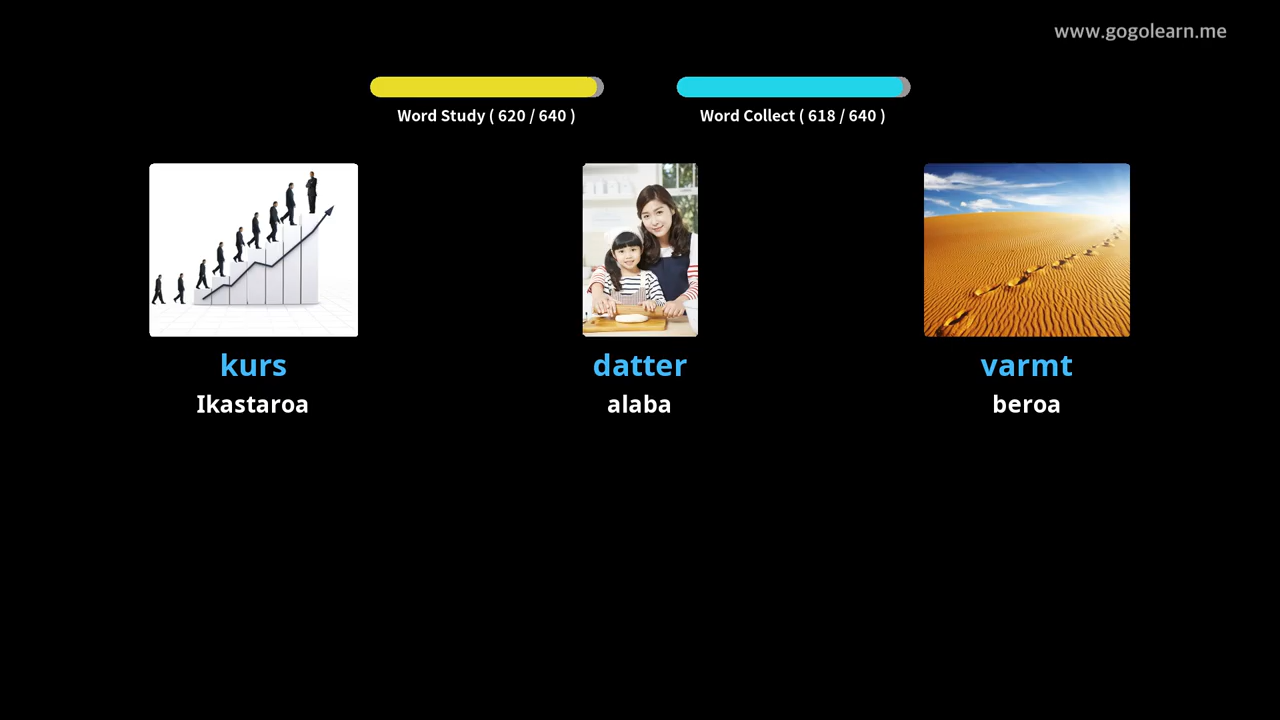 www.gogolearn.me
Word Study ( 620 / 640 )
Word Collect ( 618 / 640 )
kurs
datter
varmt
Ikastaroa
alaba
beroa